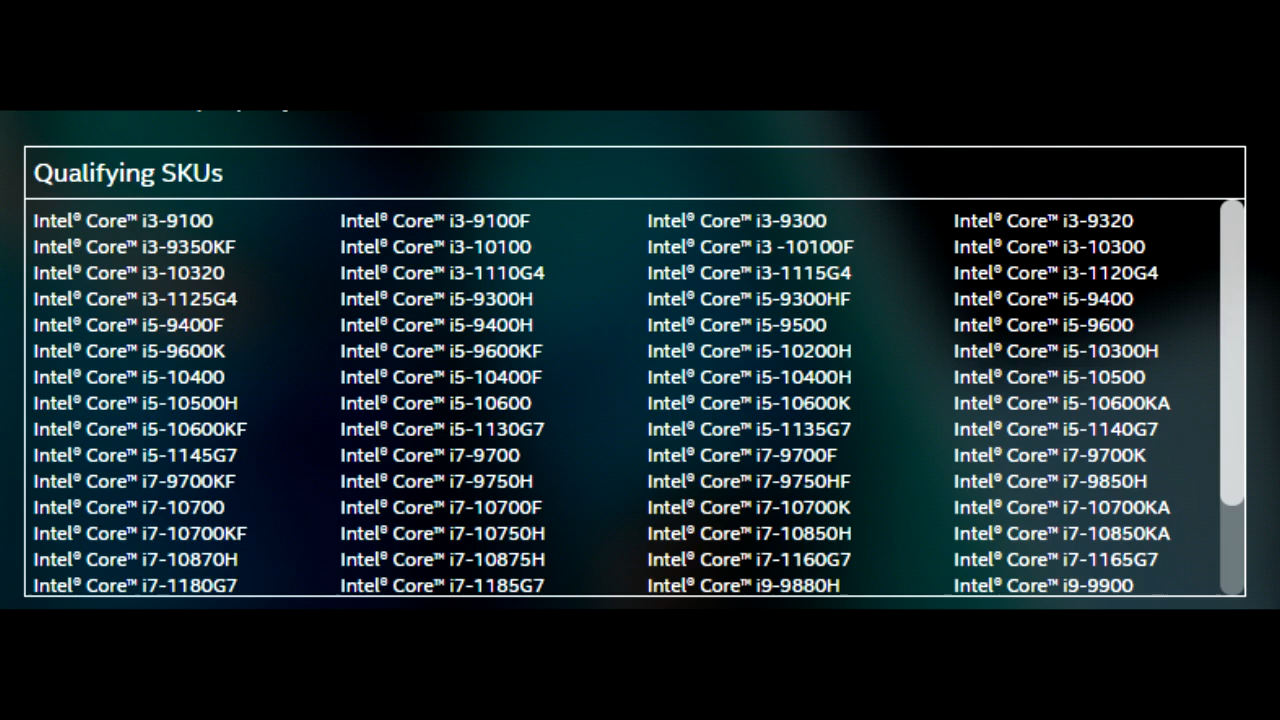 Qualifying SKUs
Intel® Core™ i3-9100 Intel® Core™ i3-9100F Intel® Core™ i3-9300 Intel® Core™ i3-9320
Intel® Core™ i3-9350KF Intel® Core™ i3-10100 Intel® Core™ i3 -10100F Intel® Core™ i3-10300
Intel® Core™ i3-10320 Intel® Core™ i3-1110G4 Intel® Core™ i3-1115G4 Intel® Core™ i3-1120G4
Intel® Core™ i3-1125G4 Intel® Core™ i5-9300H Intel® Core™ i5-9300HF Intel® Core™ i5-9400
Intel® Core™ i5-9400F Intel® Core™ i5-9400H Intel® Core™ i5-9500 Intel® Core™ i5-9600
Intel® Core™ i5-9600K Intel® Core™ i5-9600KF Intel® Core™ i5-10200H Intel® Core™ i5-10300H
Intel® Core™ i5-10400 Intel® Core™ i5-10400F Intel® Core™ i5-10400H Intel® Core™ i5-10500
Intel® Core™ i5-10500H Intel® Core™ i5-10600 Intel® Core™ i5-10600K Intel® Core™ i5-10600KA
Intel® Core™ i5-10600KF Intel® Core™ i5-1130G7 Intel® Core™ i5-1135G7 Intel® Core™ i5-1140G7
Intel® Core™ i5-1145G7 Intel® Core™ i7-9700 Intel® Core™ i7-9700F Intel® Core™ i7-9700K
Intel® Core™ i7-9700KF Intel® Core™ i7-9750H Intel® Core™ i7-9750HF Intel® Core™ i7-9850H
Intel® Core™ i7-10700 Intel® Core™ i7-10700F Intel® Core™ i7-10700K Intel® Core™ i7-10700KA
Intel® Core™ i7-10700KF Intel® Core™ i7-10750H Intel® Core™ i7-10850H Intel® Core™ i7-10850KA
Intel® Core™ i7-10870H Intel® Core™ i7-10875H Intel® Core™ i7-1160G7 Intel® Core™ i7-1165G7
Intel® Core™ i7-1180G7 Intel® Core™ i7-1185G7 Intel® Core™ i9-9880H Intel® Core™ i9-9900